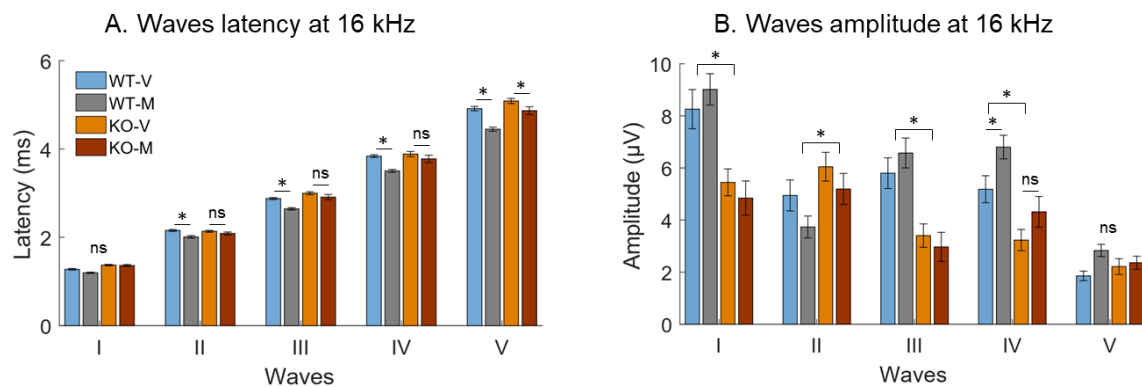 A. Waves latency at 16 kHz
6
4
2
0
Latency (ms)
WT-V
WT-M
KO-V
KO-M
ns
* ns
* ns
* ns
* *
I II III IV V
Waves
B. Waves amplitude at 16 kHz
10
8
6
4
2
0
Amplitude (µV)
*
*
*
*
*
ns
ns
I II III IV V
Waves